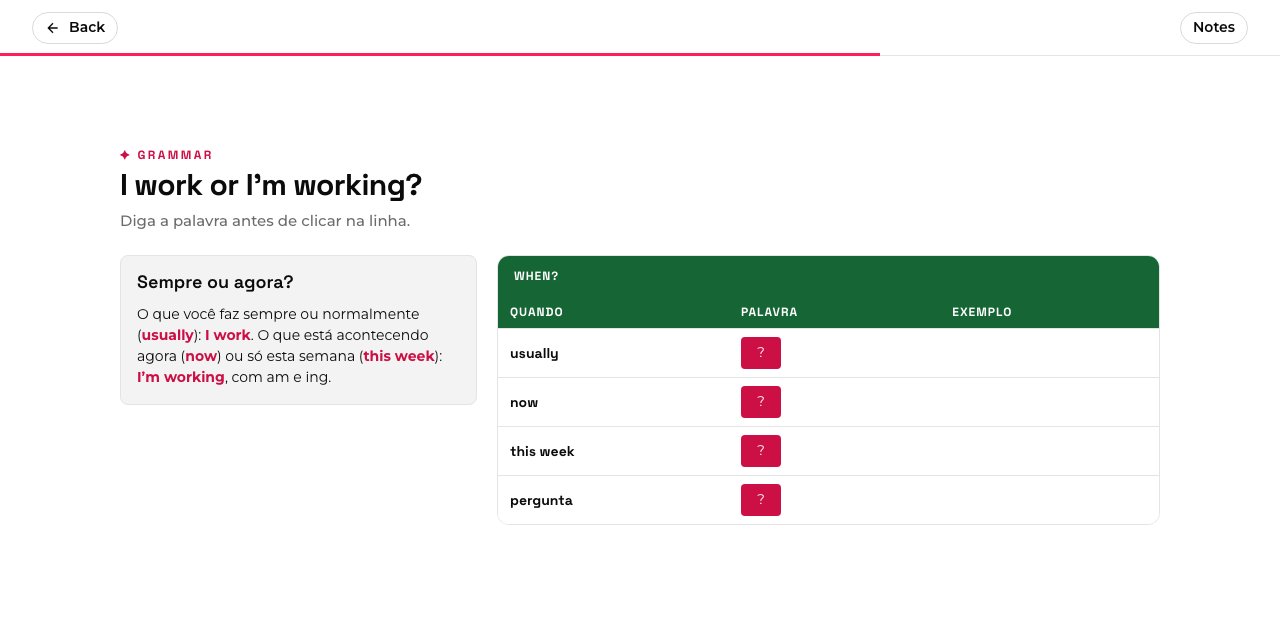 Back
Notes
GRAMMAR
I work or I'm working?
Diga a palavra antes de clicar na linha.
Sempre ou agora?
O que você faz sempre ou normalmente
(usually): I work. O que está acontecendo
agora (now) ou só esta semana (this week):
I'm working, com am e ing.
WHEN?
QUANDO PALAVRA EXEMPLO
usually ?
now ?
this week ?
pergunta ?